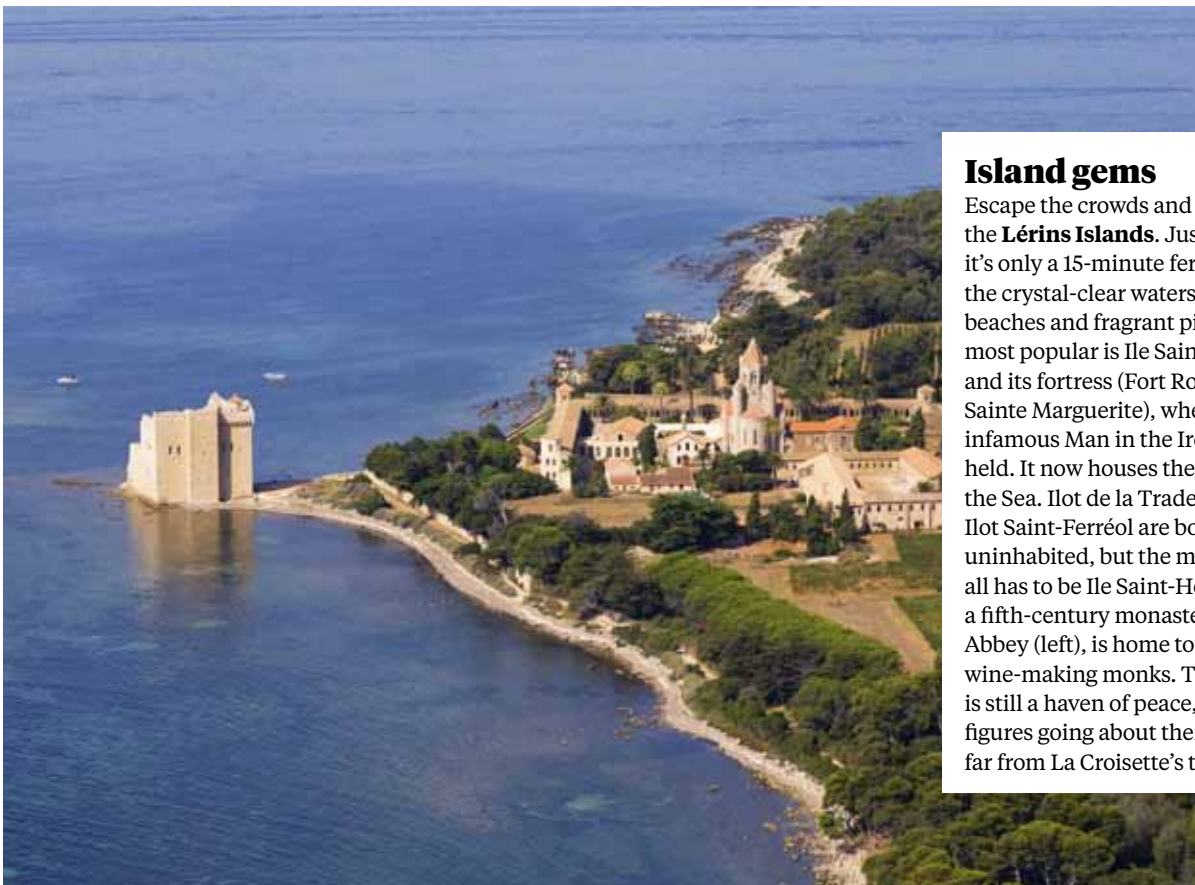 Island gems
Escape the crowds and
the Lérins Islands. Jus
it's only a 15-minute fer
the crystal-clear waters
beaches and fragrant pi
most popular is Ile Sain
and its fortress (Fort Ro
Sainte Marguerite), whe
infamous Man in the Iro
held. It now houses the
the Sea. Ilot de la Trade
Ilot Saint-Ferréol are bo
uninhabited, but the m
all has to be Ile Saint-Ho
a fifth-century monaste
Abbey (left), is home to
wine-making monks. T
is still a haven of peace,
figures going about thei
far from La Croisette's t